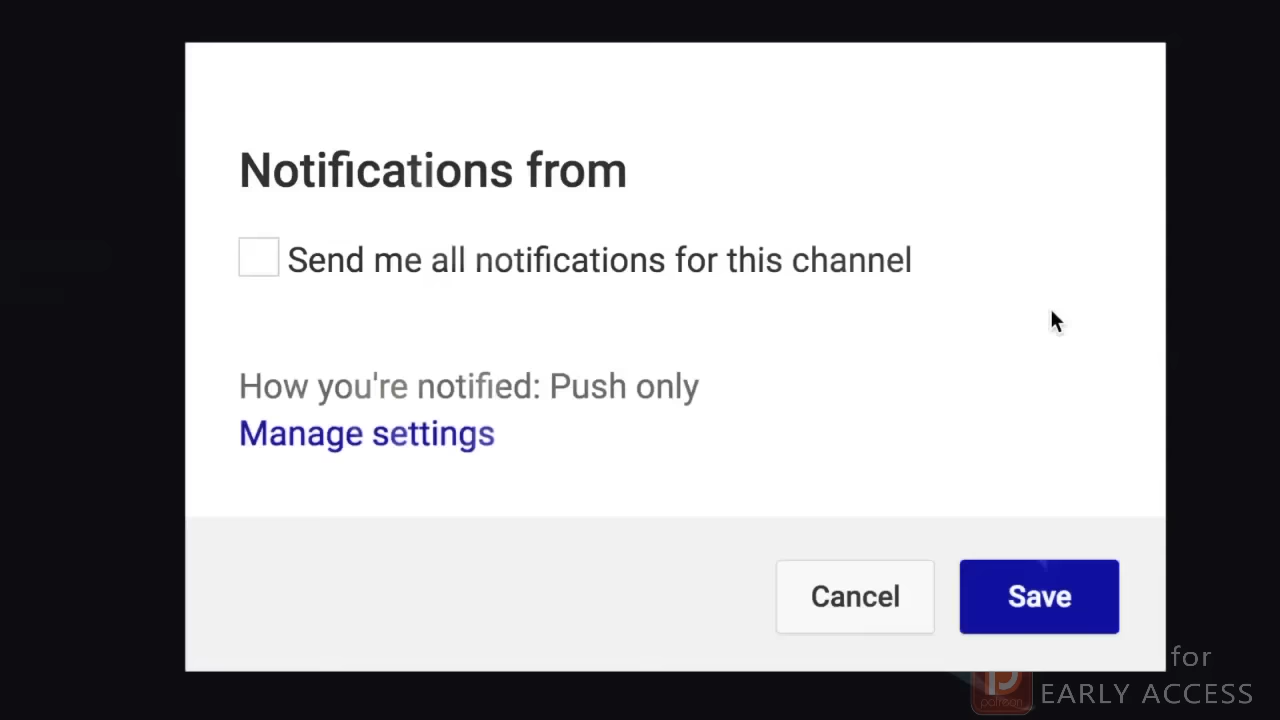 Notifications from
Send me all notifications for this channel
How you're notified: Push only
Manage settings
Cancel
Save
for
patreon
EARLY ACCESS